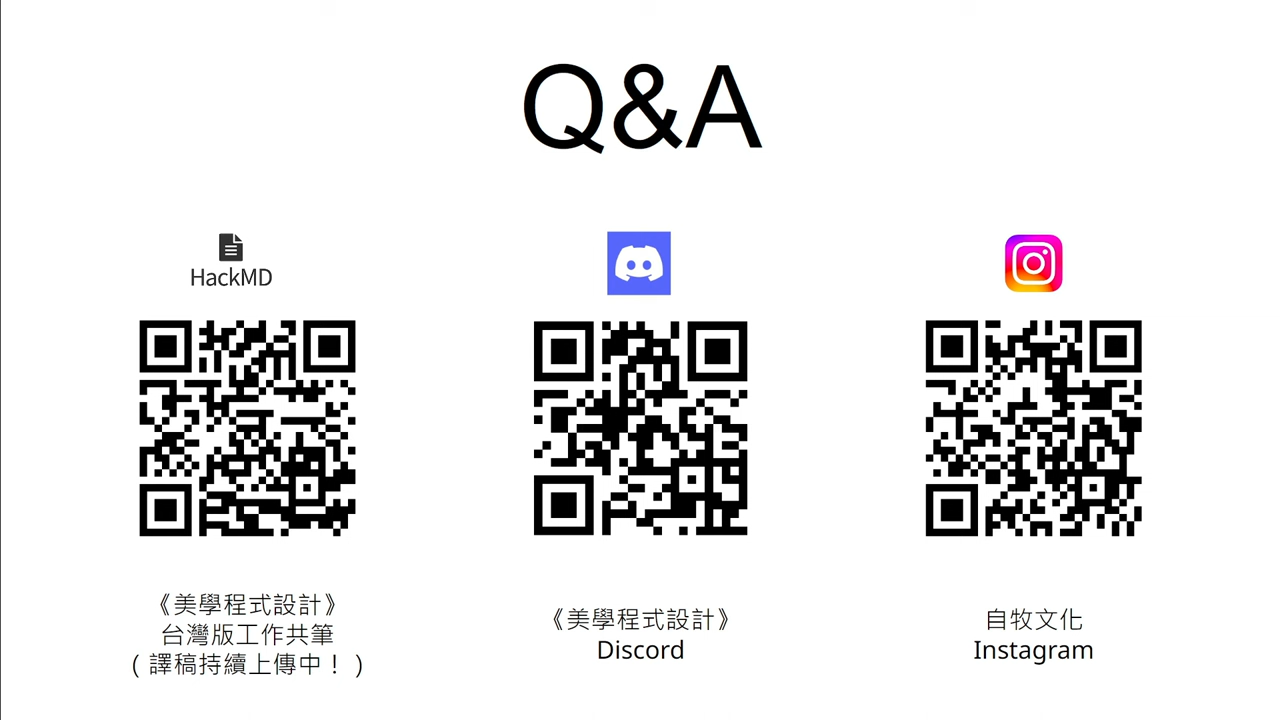 Q&A
HackMD
《美學程式設計》
台灣版工作共筆
(譯稿持續上傳中！)
《美學程式設計》
Discord
自牧文化
Instagram